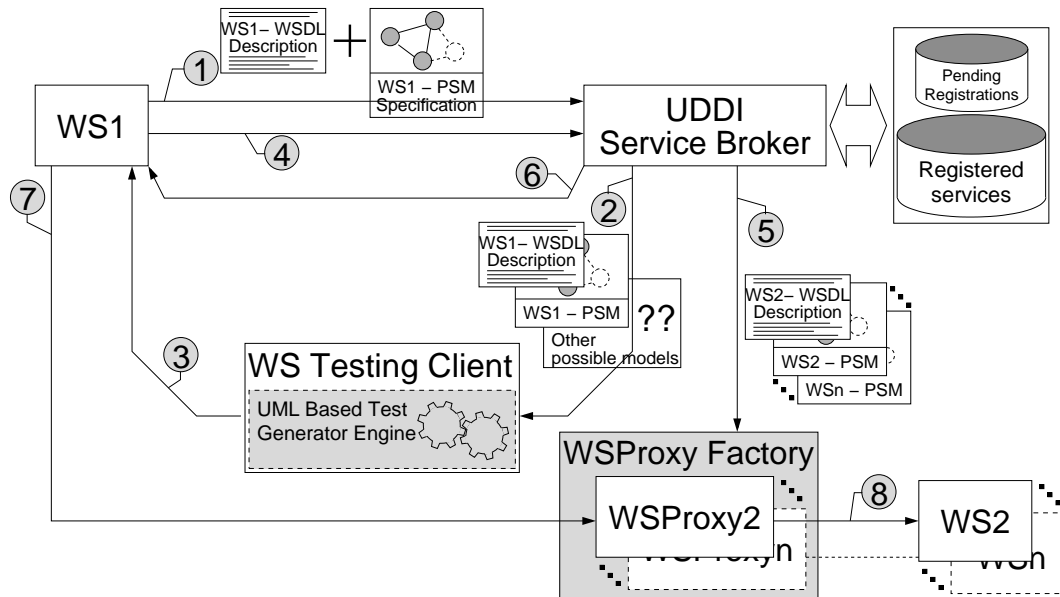 WS1– WSDL
Description
WS1 – PSM
Specification
1
Pending
Registrations
WS1
UDDI
Service Broker
4
Registered
services
6
7
2
5
WS1– WSDL
Description
WS1 – PSM
??
Other
possible models
WS2– WSDL
Description
WS2 – PSM
WSn – PSM
3
WS Testing Client
UML Based Test
Generator Engine
WSProxy Factory
8
WSProxy2
WS2
WSProxyn
WSn